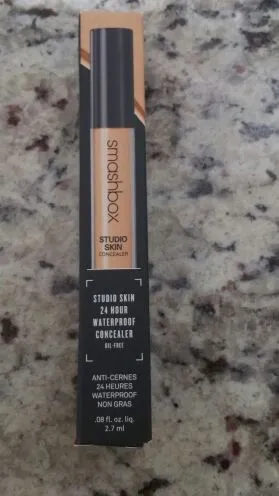 smashbox
STUDIO
SKIN
CONCEALER
STUDIO SKIN
24 HOUR
WATERPROOF
CONCEALER
OIL-FREE
ANTI-CERNES
24 HEURES
WATERPROOF
NON GRAS
.08 fl. oz. liq.
2.7 ml